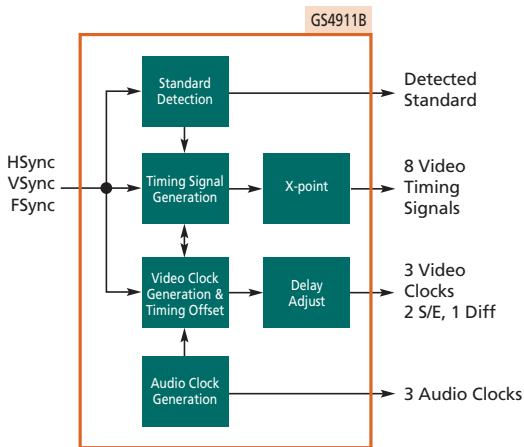 GS4911B
Standard
Detection
Detected
Standard
HSync
VSync
FSync
Timing Signal
Generation
X-point
8 Video
Timing
Signals
Video Clock
Generation &
Timing Offset
Delay
Adjust
3 Video
Clocks
2 S/E, 1 Diff
Audio Clock
Generation
3 Audio Clocks